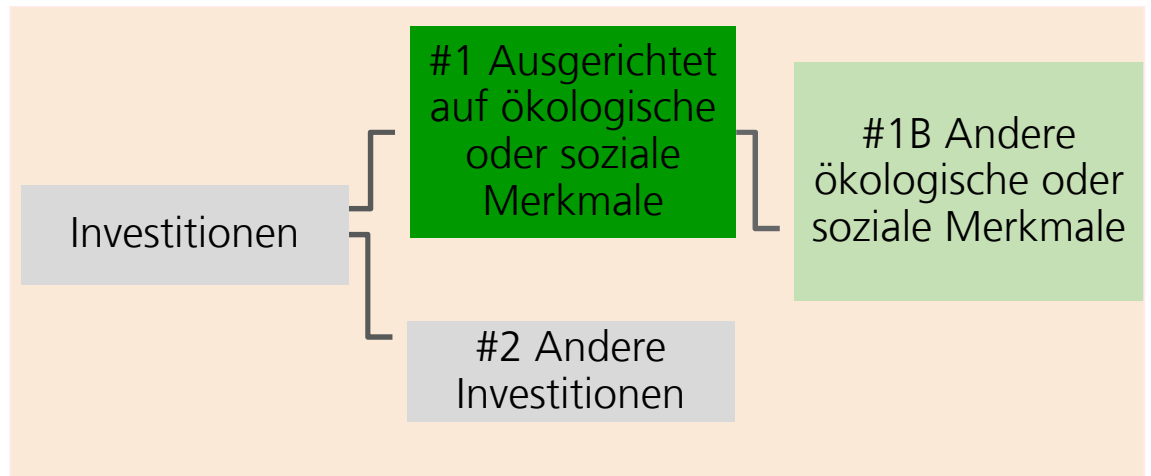 Investitionen
#1 Ausgerichtet
auf ökologische
oder soziale
Merkmale
#1B Andere
ökologische oder
soziale Merkmale
#2 Andere
Investitionen